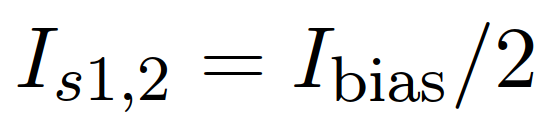 I_{s1,2} = I_{bias}/2